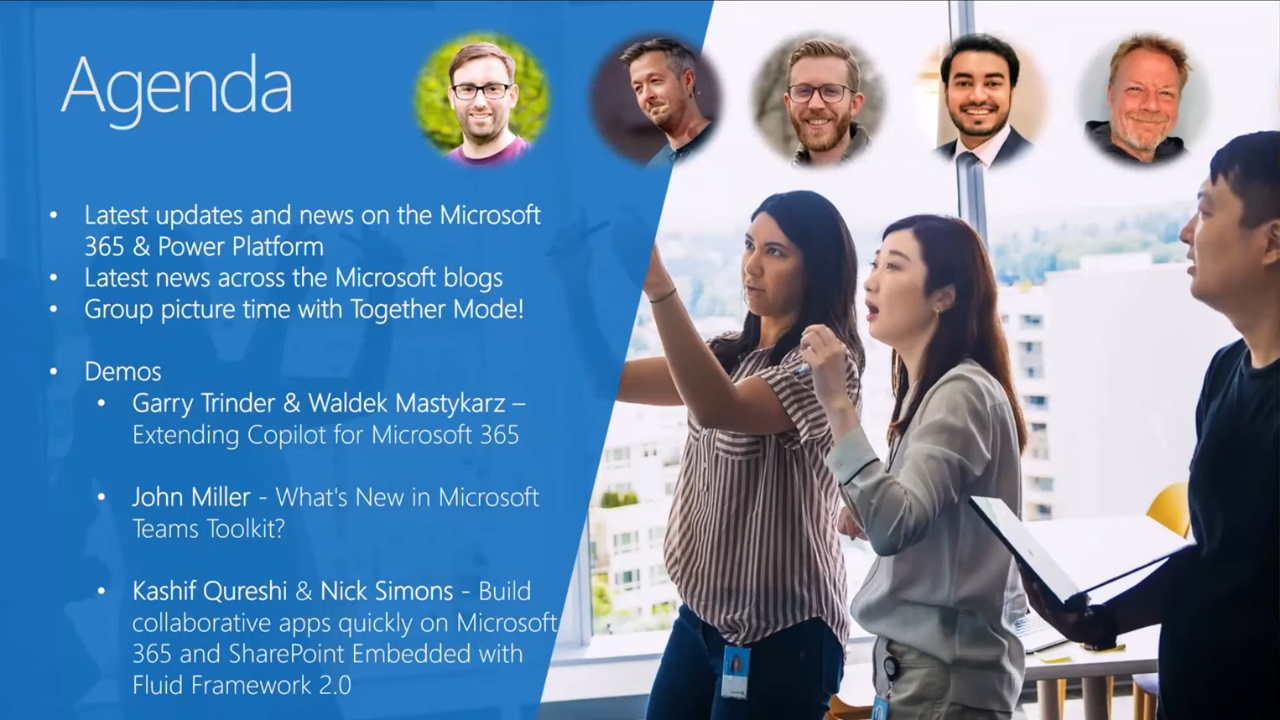 Agenda
• Latest updates and news on the Microsoft
365 & Power Platform
• Latest news across the Microsoft blogs
• Group picture time with Together Mode!
• Demos
• Garry Trinder & Waldek Mastykarz –
Extending Copilot for Microsoft 365
• John Miller - What's New in Microsoft
Teams Toolkit?
• Kashif Qureshi & Nick Simons - Build
collaborative apps quickly on Microsoft
365 and SharePoint Embedded with
Fluid Framework 2.0